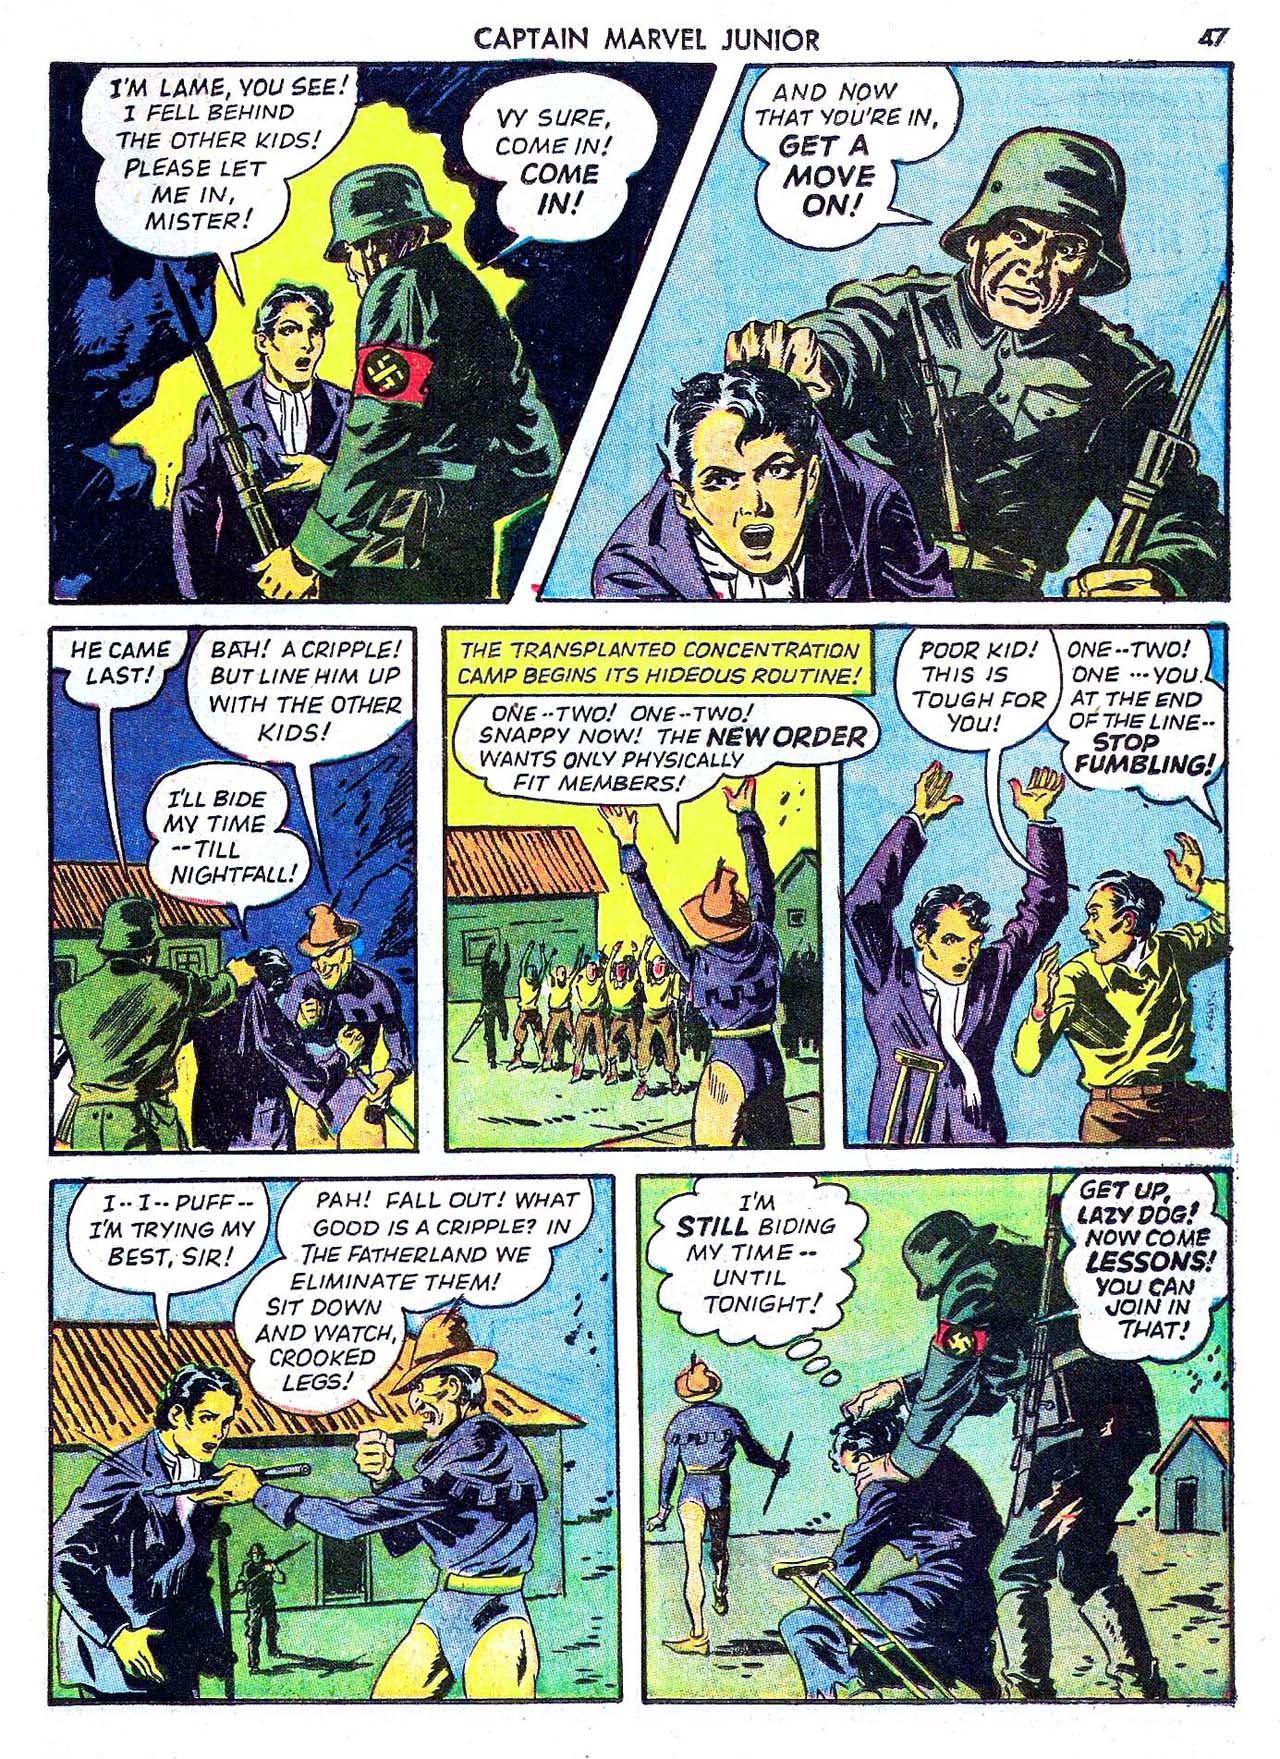 CAPTAIN MARVEL JUNIOR
47
I'M LAME, YOU SEE!
I FELL BEHIND
THE OTHER KIDS!
PLEASE LET
ME IN,
MISTER!
VY SURE,
COME IN!
COME
IN!
AND NOW
THAT YOU'RE IN,
GET A
MOVE
ON!
HE CAME
LAST!
BAH! A CRIPPLE!
BUT LINE HIM UP
WITH THE OTHER
KIDS!
I'LL BIDE
MY TIME
--TILL
NIGHTFALL!
THE TRANSPLANTED CONCENTRATION
CAMP BEGINS ITS HIDEOUS ROUTINE!
ONE--TWO! ONE--TWO!
SNAPPY NOW! THE NEW ORDER
WANTS ONLY PHYSICALLY
FIT MEMBERS!
POOR KID!
THIS IS
TOUGH FOR
YOU!
ONE--TWO!
ONE ---YOU
AT THE END
OF THE LINE--
STOP
FUMBLING!
I-- I-- PUFF--
I'M TRYING MY
BEST, SIR!
PAH! FALL OUT! WHAT
GOOD IS A CRIPPLE? IN
THE FATHERLAND WE
ELIMINATE THEM!
SIT DOWN
AND WATCH,
CROOKED
LEGS!
I'M
STILL BIDING
MY TIME--
UNTIL
TONIGHT!
GET UP,
LAZY DOG!
NOW COME
LESSONS!
YOU CAN
JOIN IN
THAT!